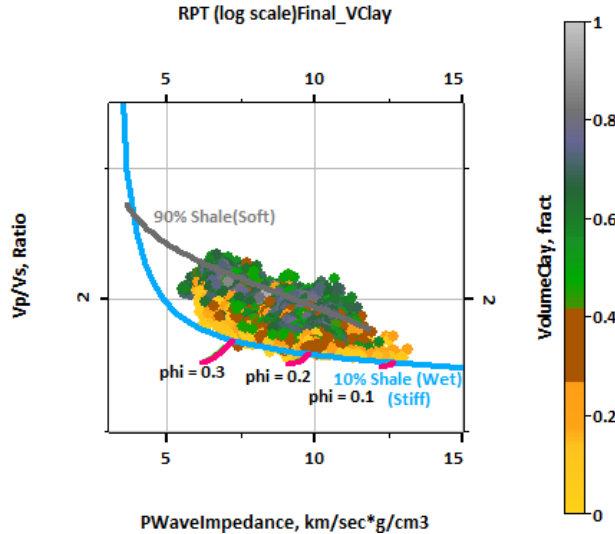 RPT (log scale)Final_VClay
5 10 15
Vp/Vs, Ratio
2
2
90% Shale(Soft)
phi = 0.3
phi = 0.2
10% Shale (Wet)
(Stiff)
phi = 0.1
5 10 15
PWaveImpedance, km/sec*g/cm3
VolumeClay, fract
1
0.8
0.6
0.4
0.2
0